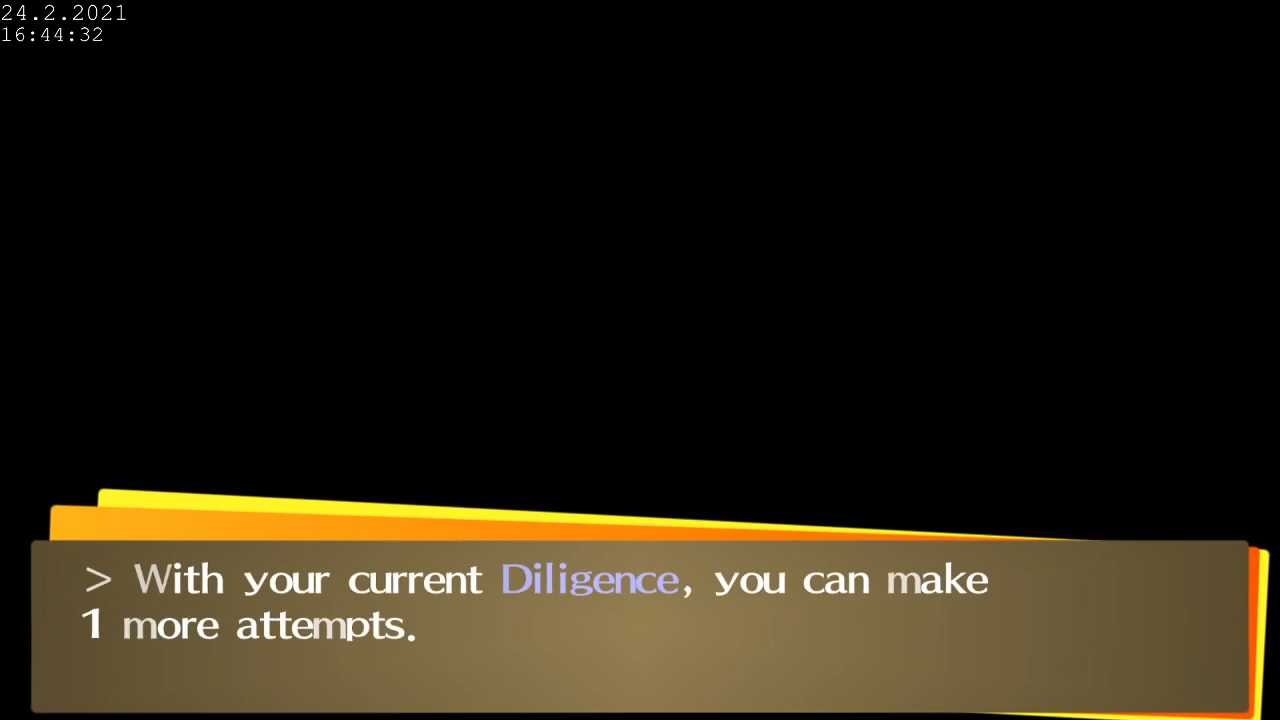 24.2.2021
16:44:32
> With your current Diligence, you can make
1 more attempts.